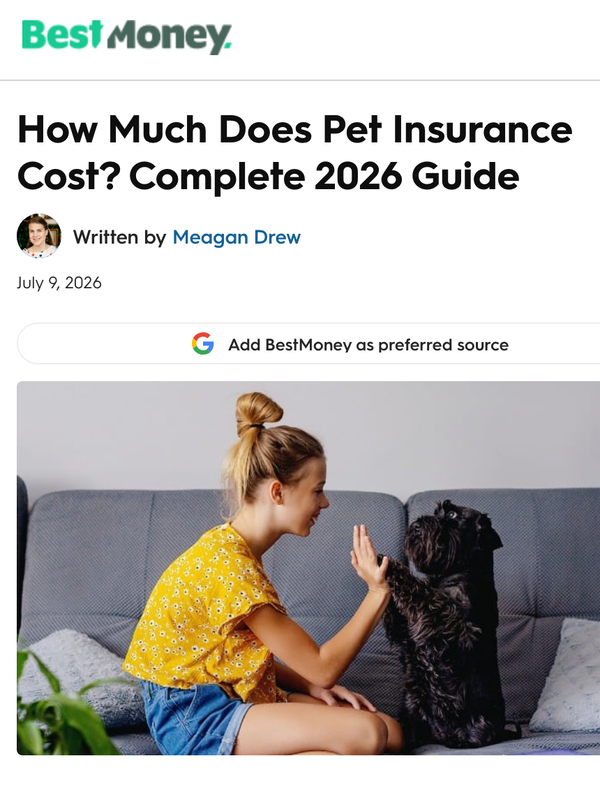 BestMoney.
How Much Does Pet Insurance
Cost? Complete 2026 Guide
Written by Meagan Drew
July 9, 2026
Add BestMoney as preferred source